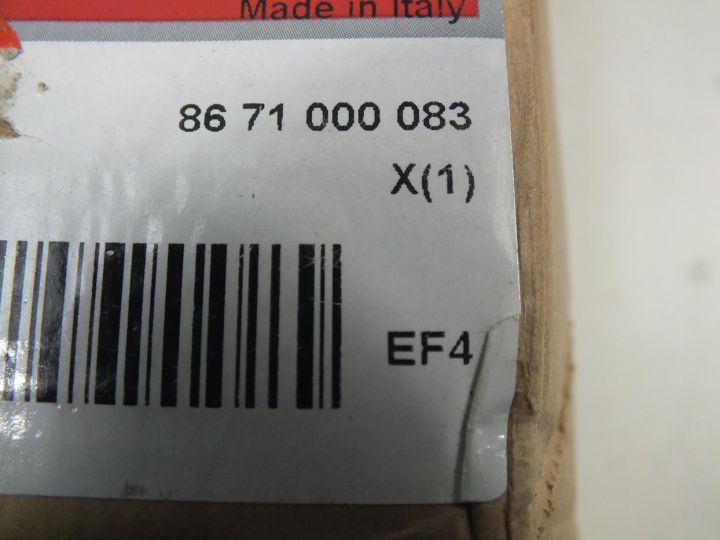 Made in Italy
86 71 000 083
X(1)
EF4